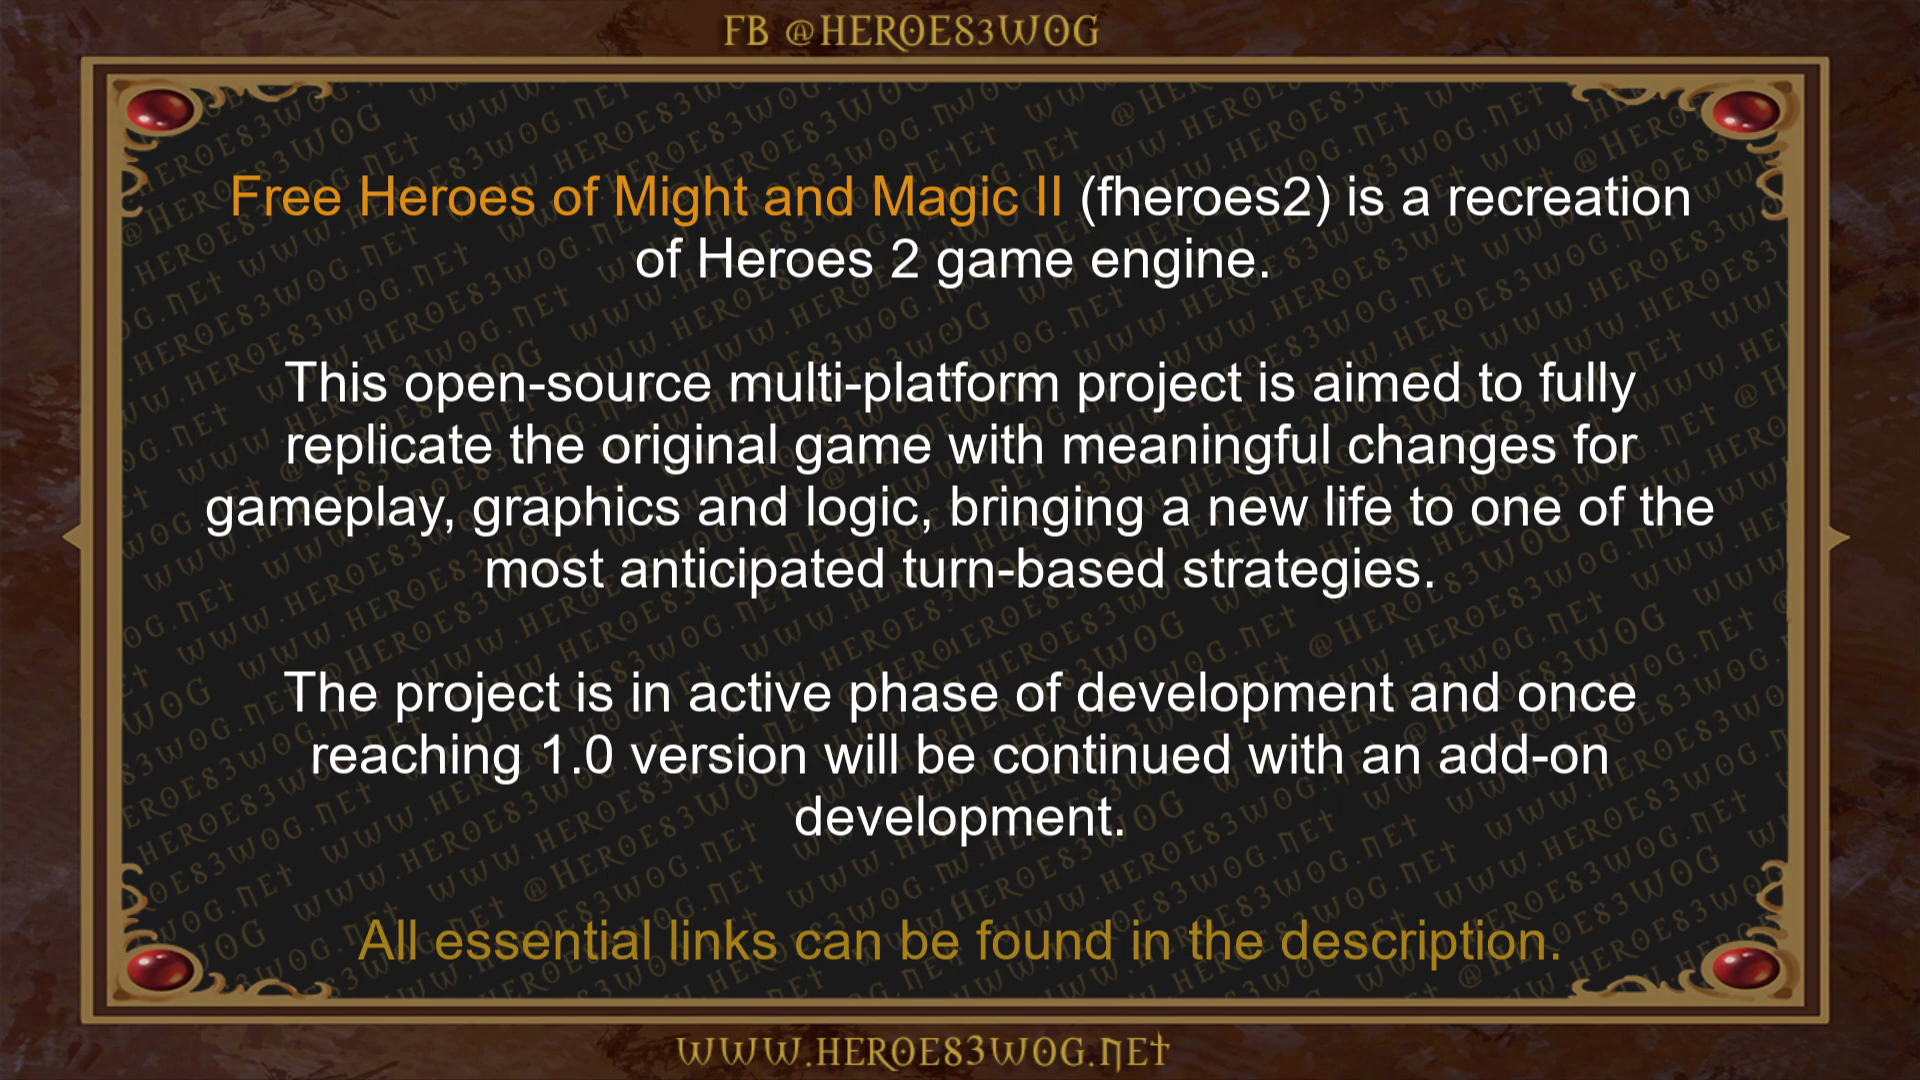 FB @HEROES3WOG
Free Heroes of Might and Magic II (fheroes2) is a recreation
of Heroes 2 game engine.
This open-source multi-platform project is aimed to fully
replicate the original game with meaningful changes for
gameplay, graphics and logic, bringing a new life to one of the
most anticipated turn-based strategies.
The project is in active phase of development and once
reaching 1.0 version will be continued with an add-on
development.
All essential links can be found in the description.
WWW.HEROES3WOG.NET